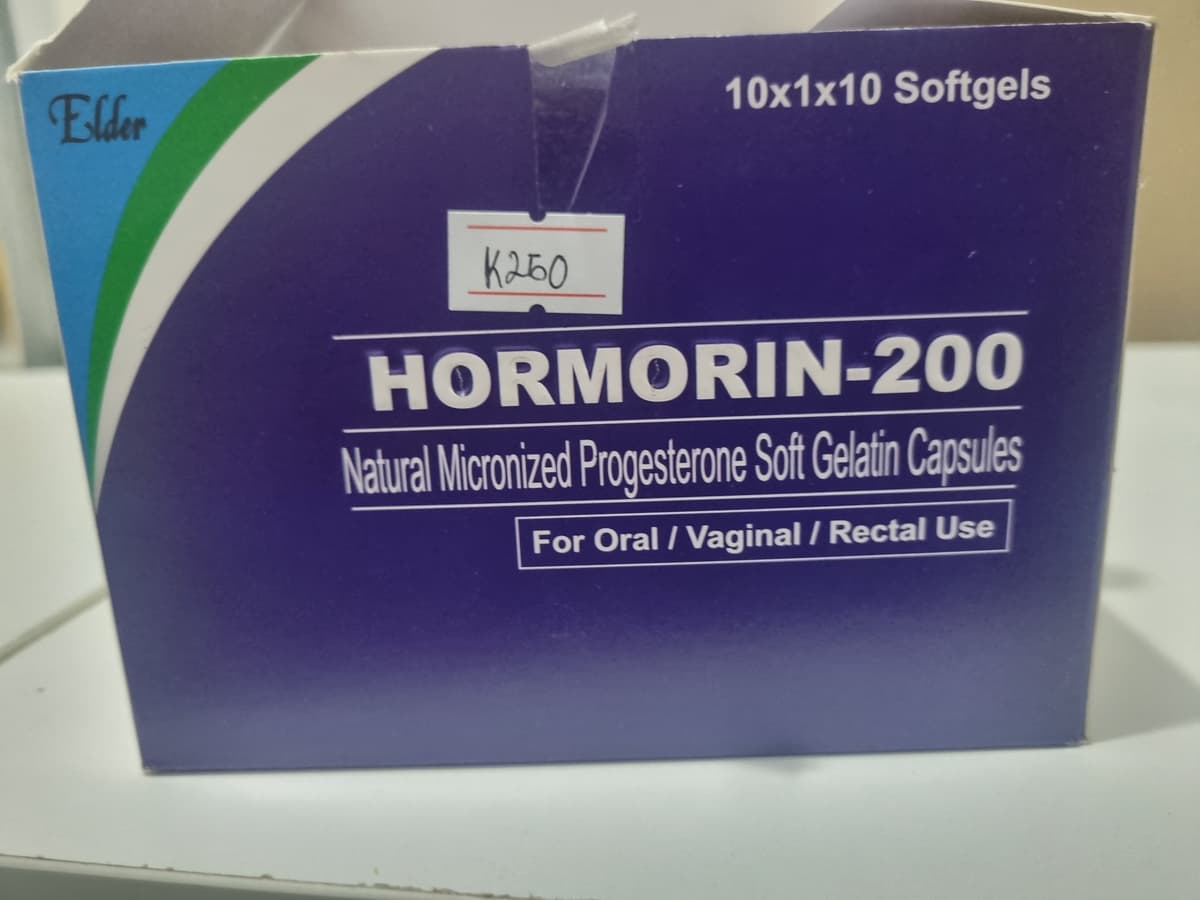 Elder
10x1x10 Softgels
K250
HORMORIN-200
Natural Micronized Progesterone Soft Gelatin Capsules
For Oral / Vaginal / Rectal Use